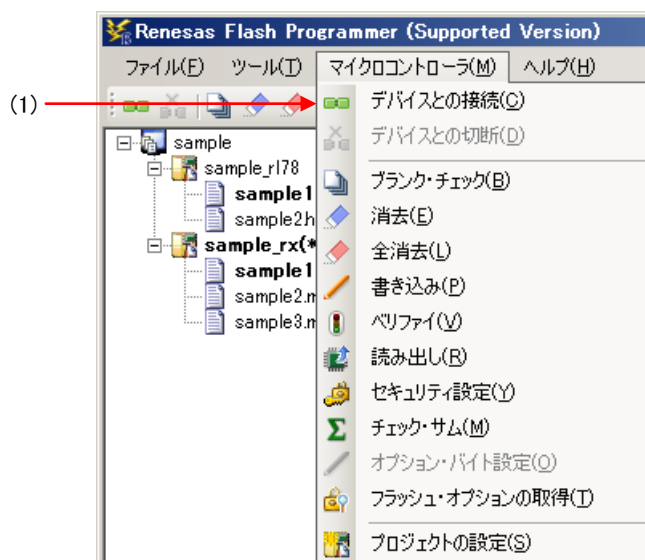 Renesas Flash Programmer (Supported Version)
ファイル(F) ツール(T) マイクロコントローラ(M) ヘルプ(H)
(1)
デバイスとの接続(C)
デバイスとの切断(D)
ブランク・チェック(B)
消去(E)
全消去(L)
書き込み(P)
ベリファイ(V)
読み出し(R)
セキュリティ設定(Y)
チェック・サム(M)
オプション・バイト設定(O)
フラッシュ・オプションの取得(T)
プロジェクトの設定(S)
sample
sample_rl78
sample1
sample2.h
sample_rx(*
sample1
sample2.m
sample3.m